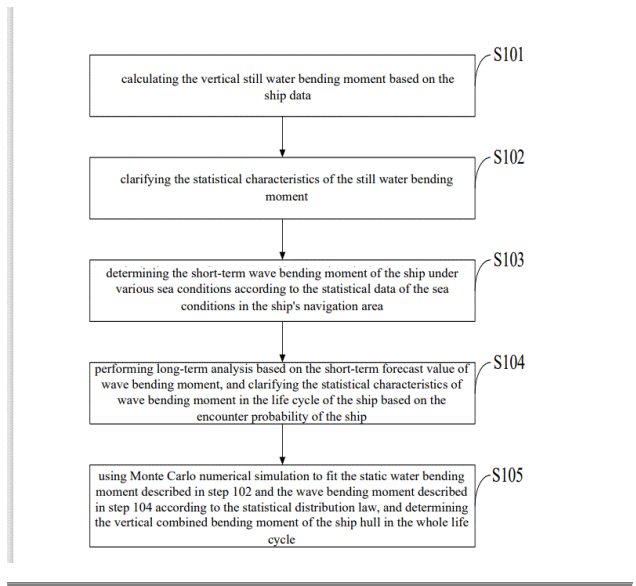 S101
calculating the vertical still water bending moment based on the
ship data
S102
clarifying the statistical characteristics of the still water bending
moment
S103
determining the short-term wave bending moment of the ship under
various sea conditions according to the statistical data of the sea
conditions in the ship's navigation area
S104
performing long-term analysis based on the short-term forecast value of
wave bending moment, and clarifying the statistical characteristics of
wave bending moment in the life cycle of the ship based on the
encounter probability of the ship
S105
using Monte Carlo numerical simulation to fit the static water bending
moment described in step 102 and the wave bending moment described
in step 104 according to the statistical distribution law, and determining
the vertical combined bending moment of the ship hull in the whole life
cycle